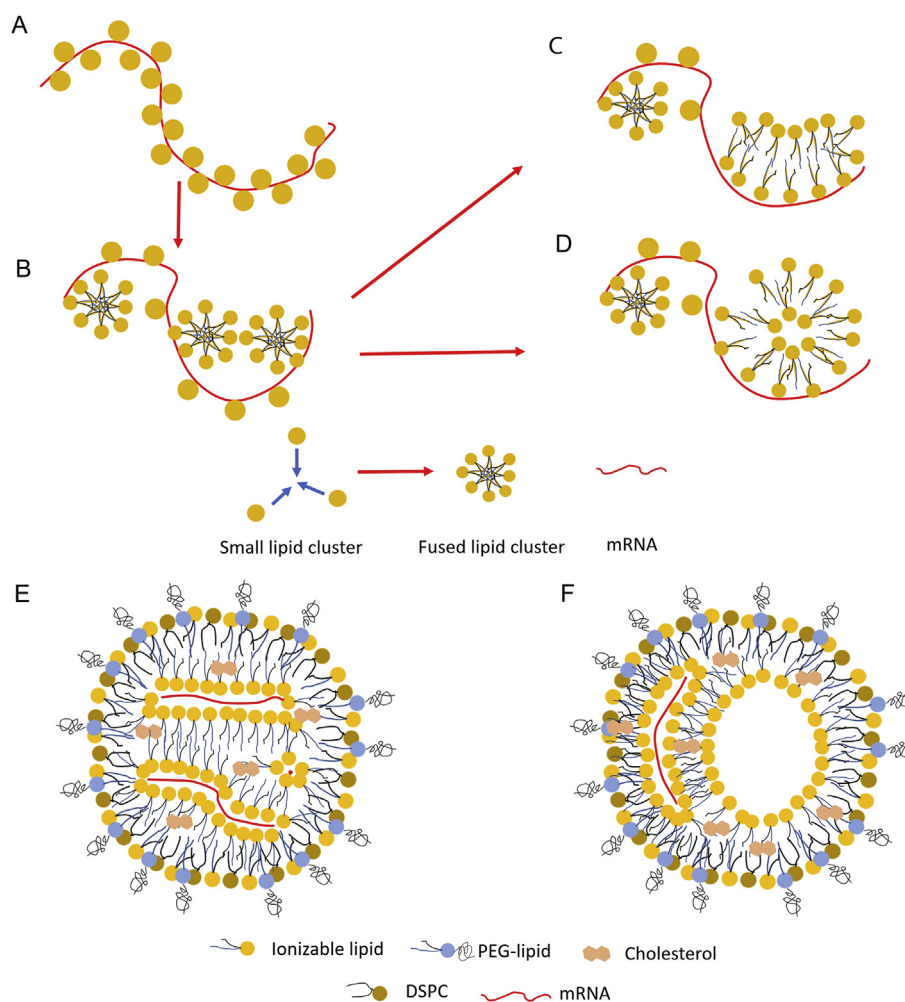 A
C
B
D
Small lipid cluster Fused lipid cluster mRNA
E
F
Ionizable lipid PEG-lipid Cholesterol
DSPC mRNA